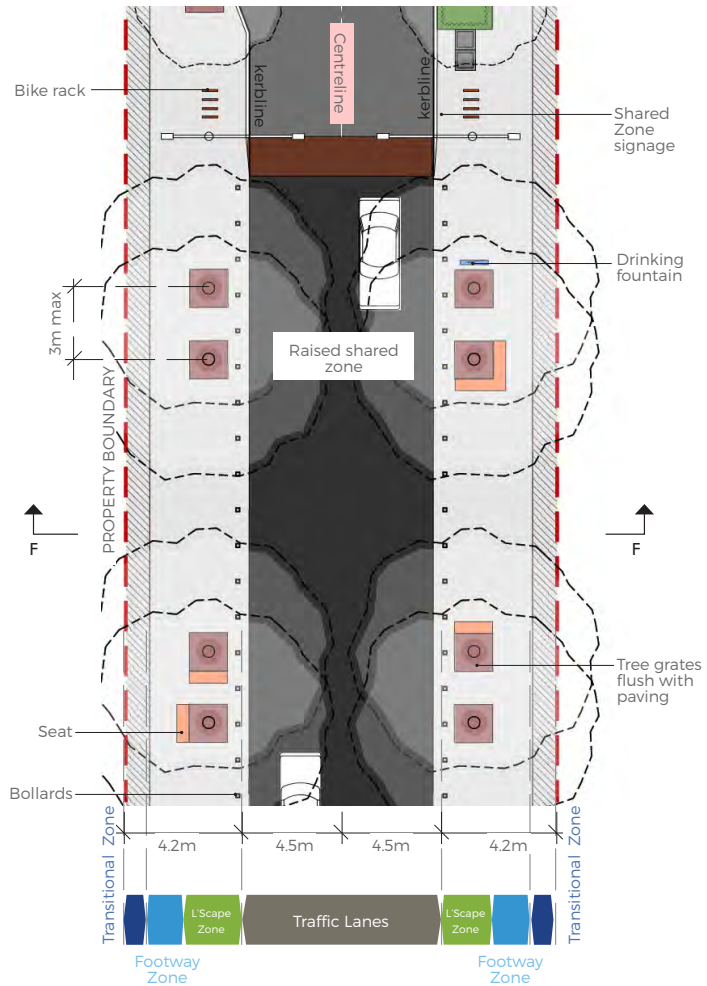 Centreline
kerbline
kerbline
Bike rack
Shared
Zone
signage
Drinking
fountain
3m max
Raised shared
zone
PROPERTY BOUNDARY
F
F
Tree grates
flush with
paving
Seat
Bollards
4.2m
4.5m
4.5m
4.2m
Transitional Zone
Transitional Zone
L'Scape
Zone
Traffic Lanes
L'Scape
Zone
Footway
Zone
Footway
Zone